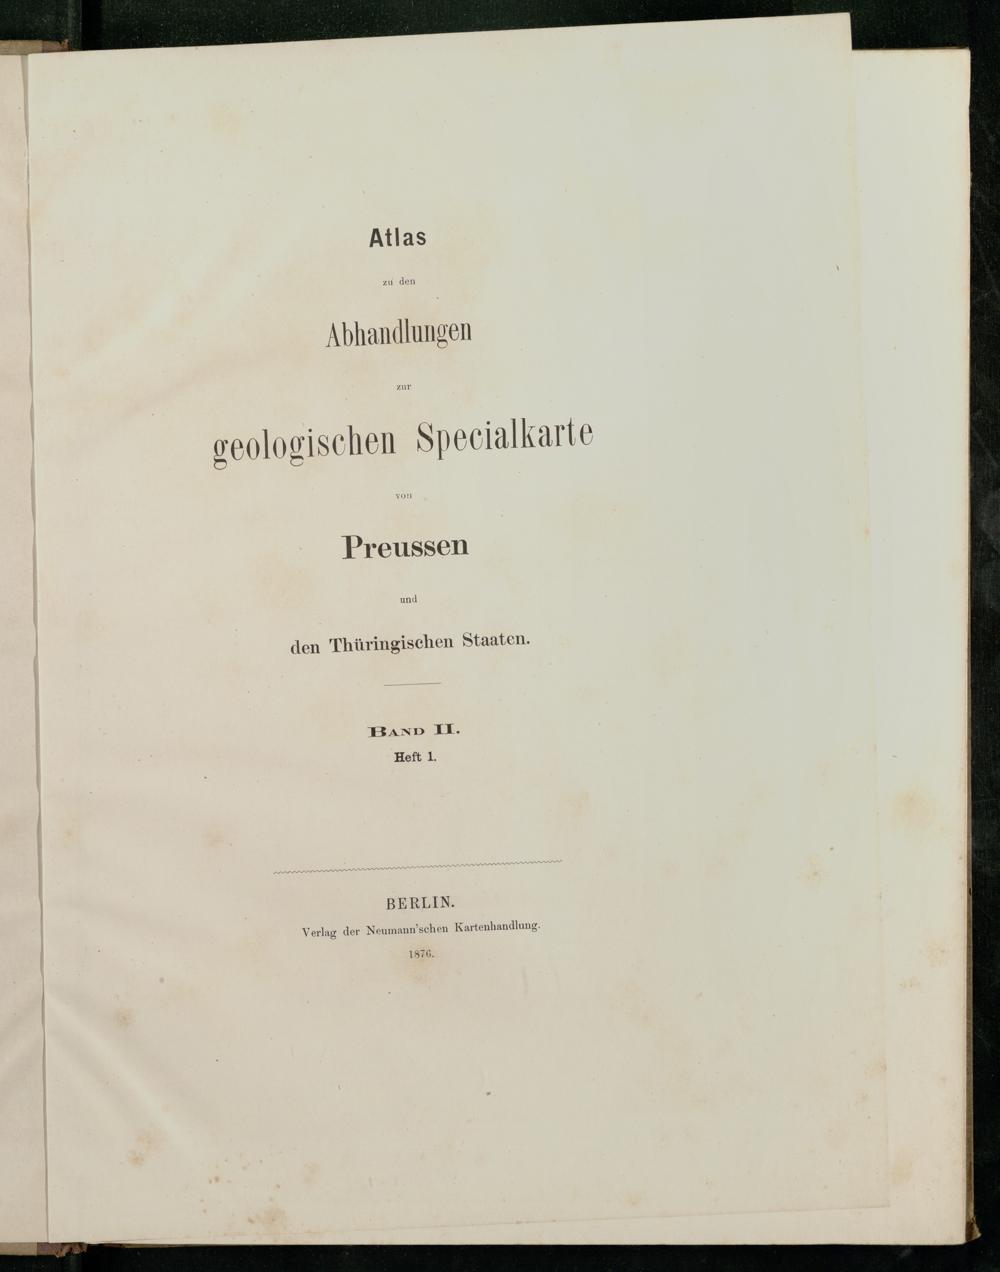 Atlas
zu den
Abhandlungen
zur
geologischen Specialkarte
von
Preussen
und
den Thüringischen Staaten.
BAND II.
Heft 1.
BERLIN.
Verlag der Neumann'schen Kartenhandlung.
1876.